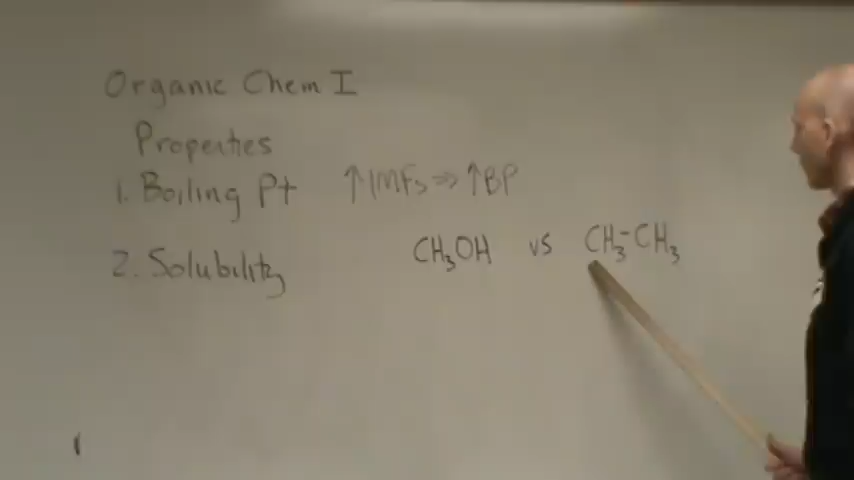 Organic Chem I
Properties
1. Boiling Pt ↑IMFs ⇒ ↑BP
2. Solubility CH₃OH vs CH₃-CH₃